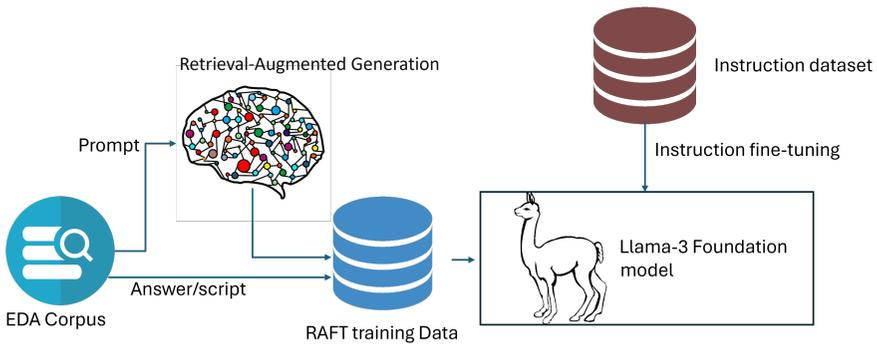 Retrieval-Augmented Generation
Instruction dataset
Prompt
Instruction fine-tuning
Llama-3 Foundation
model
Answer/script
EDA Corpus
RAFT training Data